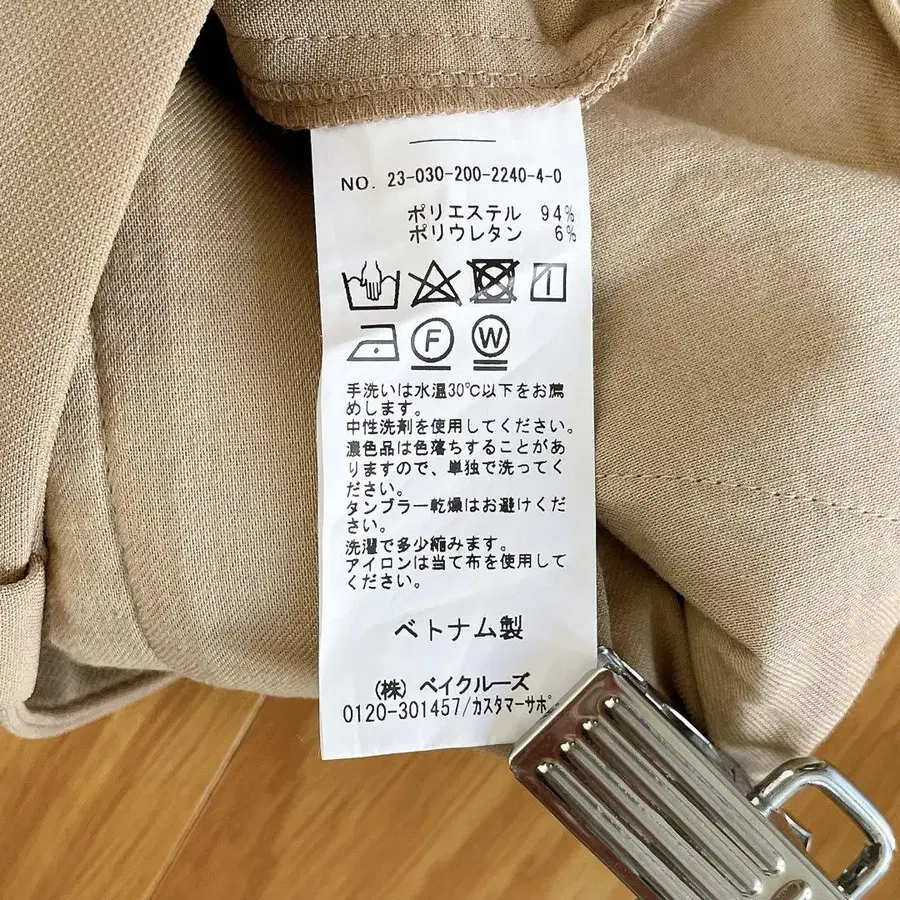 NO. 23-030-200-2240-4-0
ポリエステル 94%
ポリウレタン 6%
F W
手洗いは水温30℃以下をお薦
めします。
中性洗剤を使用してください。
濃色品は色落ちすることがあ
りますので、単独で洗ってく
ださい。
タンブラー乾燥はお避けくだ
さい。
洗濯で多少縮みます。
アイロンは当て布を使用して
ください。
ベトナム製
(株) ベイクルーズ
0120-301457/カスタマーサポ